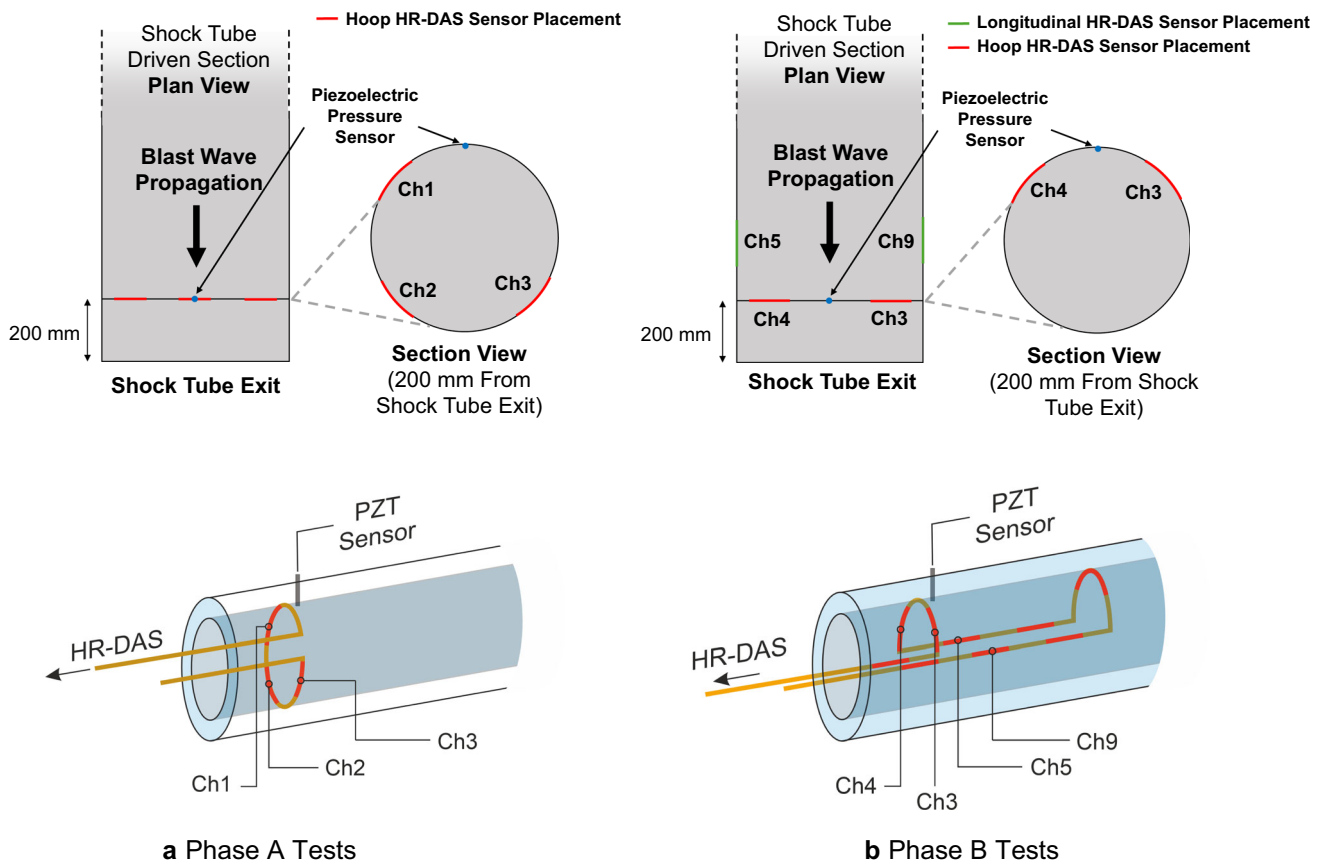 Hoop HR-DAS Sensor Placement
Shock Tube
Driven Section
Plan View
Piezoelectric
Pressure
Sensor
Blast Wave
Propagation
Ch1
Ch2
Ch3
200 mm
Shock Tube Exit
Section View
(200 mm From
Shock Tube Exit)
Longitudinal HR-DAS Sensor Placement
Hoop HR-DAS Sensor Placement
Shock Tube
Driven Section
Plan View
Piezoelectric
Pressure
Sensor
Blast Wave
Propagation
Ch4
Ch3
Ch5
Ch9
Ch4
Ch3
200 mm
Shock Tube Exit
Section View
(200 mm From Shock
Tube Exit)
PZT
Sensor
HR-DAS
Ch3
Ch2
Ch1
a Phase A Tests
PZT
Sensor
HR-DAS
Ch9
Ch5
Ch4
Ch3
b Phase B Tests